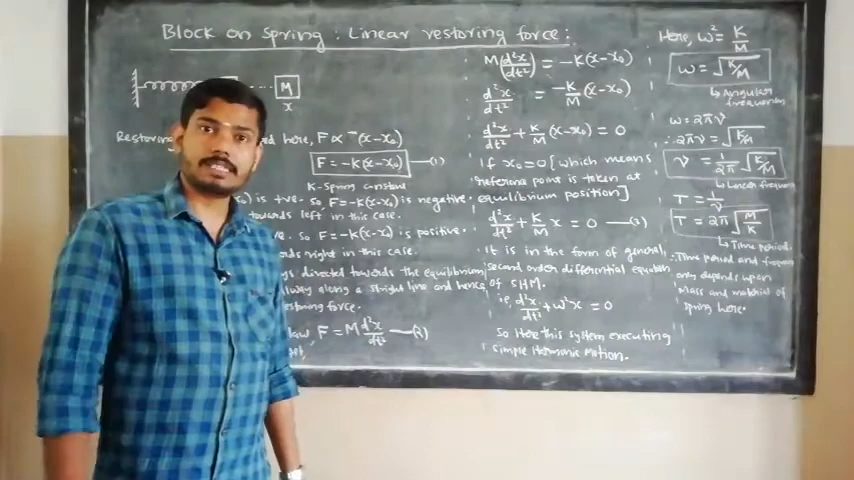 Block on Spring: Linear restoring force:
M
x
Restoring
here, F ∝ -(x-x₀)
F = -K(x-x₀) —(1)
K-Spring constant
is +ve. so F=-K(x-x₀) is negative.
towards left in this case.
so F=-K(x-x₀) is positive.
right in this case.
directed towards the equilibrium
along a stright line and hence
restoring force.
law F = M d²x/dt² —(2)
M(d²x/dt²) = -K(x-x₀)
d²x/dt² = -K/M (x-x₀)
d²x/dt² + K/M (x-x₀) = 0
if x₀=0 [which means
reference point is taken at
equilibrium position]
d²x/dt² + K/M x = 0
it is in the form of general
second order differential equation
of SHM.
ie, d²x/dt² + ω²x = 0
So Here this system executing
simple Harmonic Motion.
Here, ω² = K/M
ω = √K/M
↳ Angular
ω = 2πν
∴ 2πν = √K/M
ν = 1/2π √K/M
↳ Linear
T = 1/ν
T = 2π √M/K
↳ Time period.
∴ Time period and
only depends upon
Mass and material of
spring here.